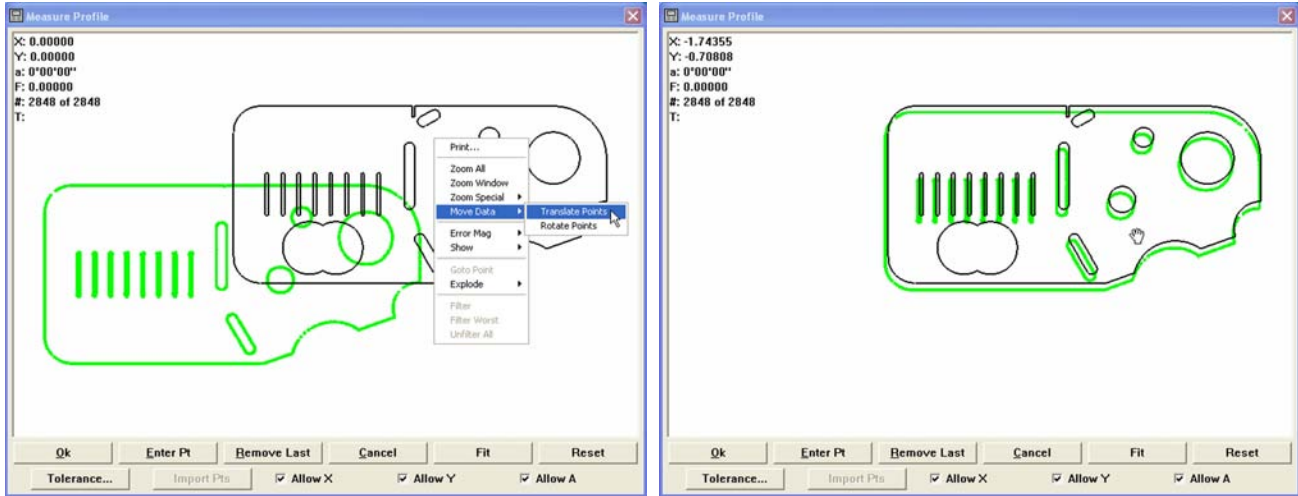 Measure Profile
X: 0.00000
Y: 0.00000
a: 0°00'00''
F: 0.00000
#: 2848 of 2848
T:
Print...
Zoom All
Zoom Window
Zoom Special
Move Data
Translate Points
Rotate Points
Error Mag
Show
Goto Point
Explode
Filter
Filter Worst
Unfilter All
Ok
Enter Pt
Remove Last
Cancel
Fit
Reset
Tolerance...
Import Pts
Allow X
Allow Y
Allow A
Measure Profile
X: -1.74355
Y: -0.70808
a: 0°00'00''
F: 0.00000
#: 2848 of 2848
T:
Ok
Enter Pt
Remove Last
Cancel
Fit
Reset
Tolerance...
Import Pts
Allow X
Allow Y
Allow A